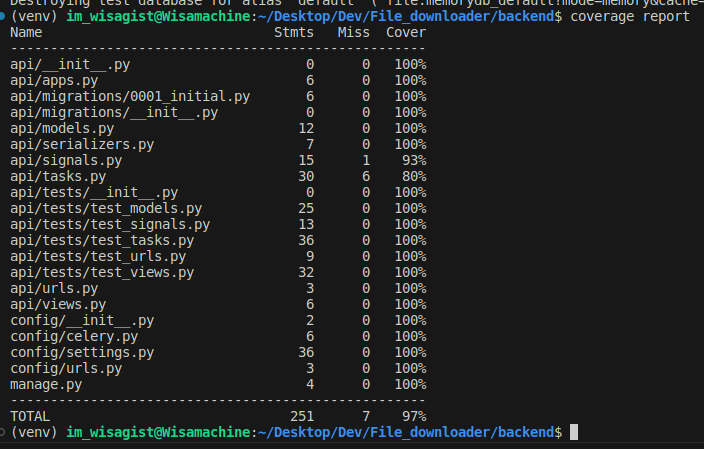 Destroying test database for alias 'default' ('file:memorydb_default?mode=memory&cache=
(venv) im_wisagist@Wisamachine:~/Desktop/Dev/File_downloader/backend$ coverage report
Name                             Stmts   Miss  Cover
----------------------------------------------------
api/__init__.py                      0      0   100%
api/apps.py                          6      0   100%
api/migrations/0001_initial.py       6      0   100%
api/migrations/__init__.py           0      0   100%
api/models.py                       12      0   100%
api/serializers.py                   7      0   100%
api/signals.py                      15      1    93%
api/tasks.py                        30      6    80%
api/tests/__init__.py                0      0   100%
api/tests/test_models.py            25      0   100%
api/tests/test_signals.py           13      0   100%
api/tests/test_tasks.py             36      0   100%
api/tests/test_urls.py               9      0   100%
api/tests/test_views.py             32      0   100%
api/urls.py                          3      0   100%
api/views.py                         6      0   100%
config/__init__.py                   2      0   100%
config/celery.py                     6      0   100%
config/settings.py                  36      0   100%
config/urls.py                       3      0   100%
manage.py                            4      0   100%
----------------------------------------------------
TOTAL                              251      7    97%
(venv) im_wisagist@Wisamachine:~/Desktop/Dev/File_downloader/backend$